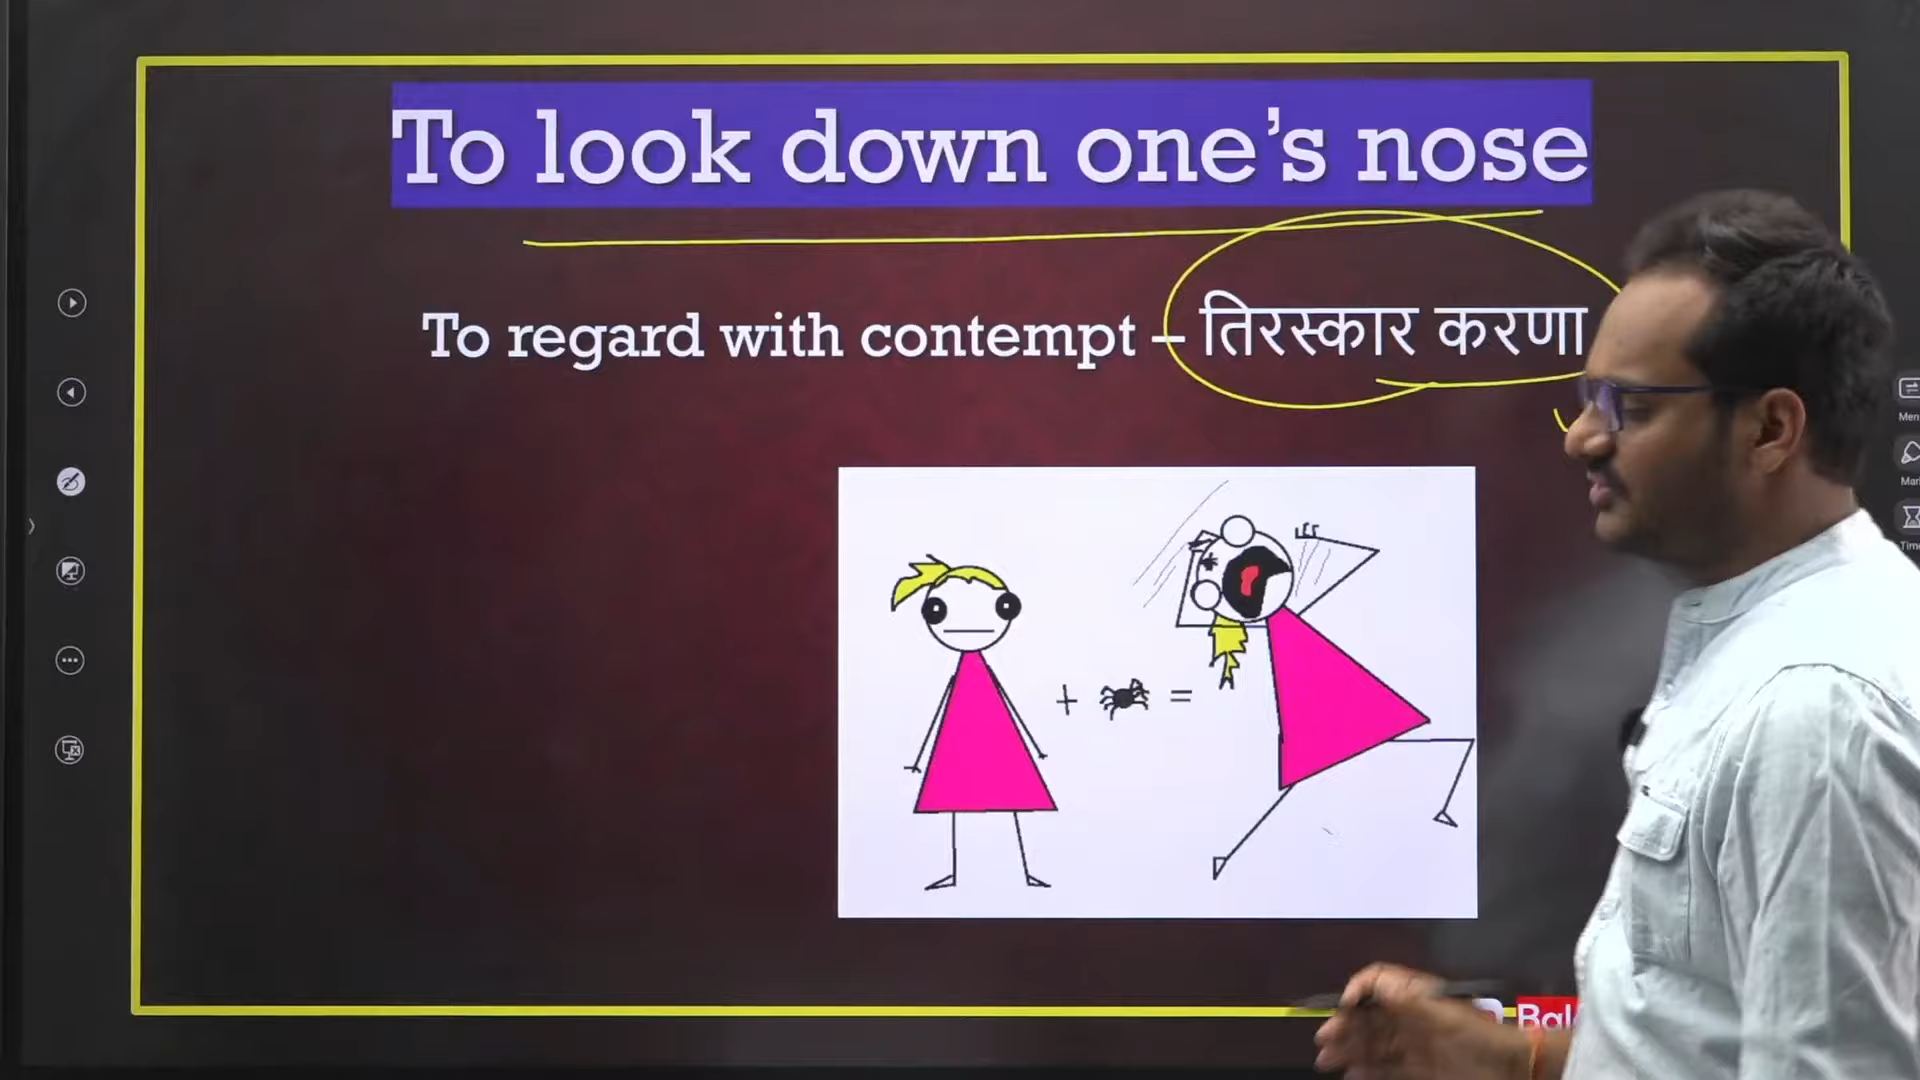 To look down one’s nose
To regard with contempt – तिरस्कार करणा
+ =